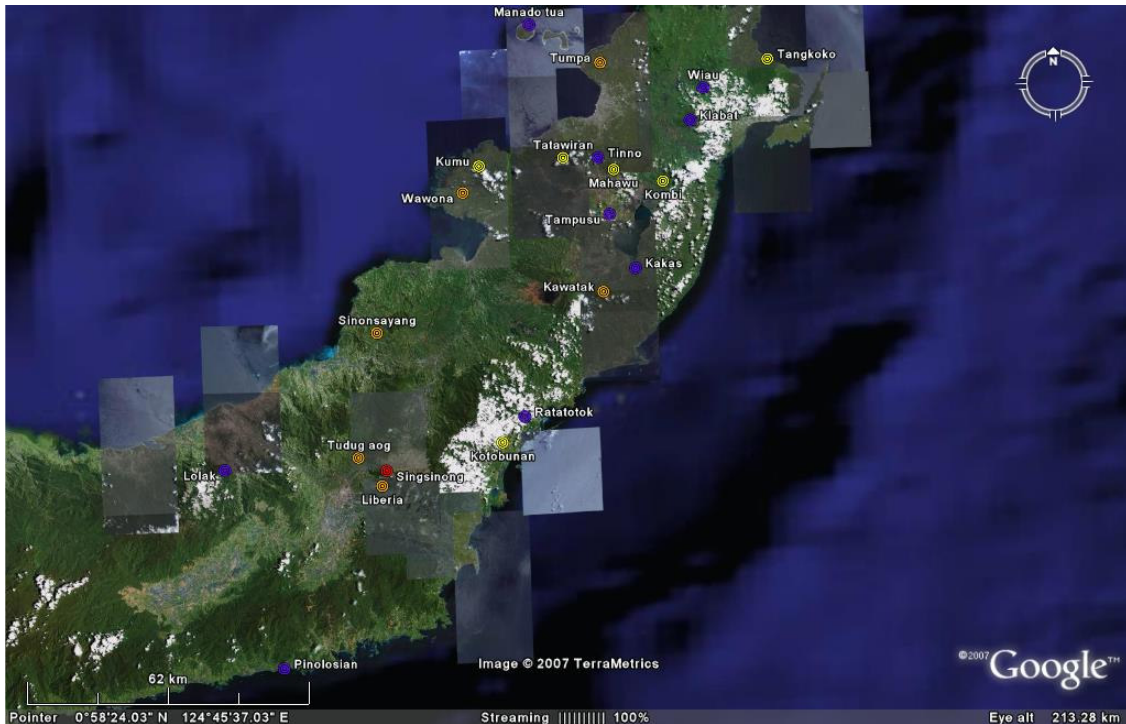 Manado tua
Tumpa
Tangkoko
N
Wiau
Klabat
Tatawiran
Tinno
Kumu
Mahawu
Kombi
Wawona
Tampusu
Kakas
Kawatak
Sinonsayang
Ratatotok
Kotobunan
Tudug aog
Lolak
Singsinong
Liberia
Pinolosian
62 km
Image © 2007 TerraMetrics
©2007 Google™
Pointer 0°58'24.03" N 124°45'37.03" E Streaming |||||||||| 100% Eye alt 213.28 km